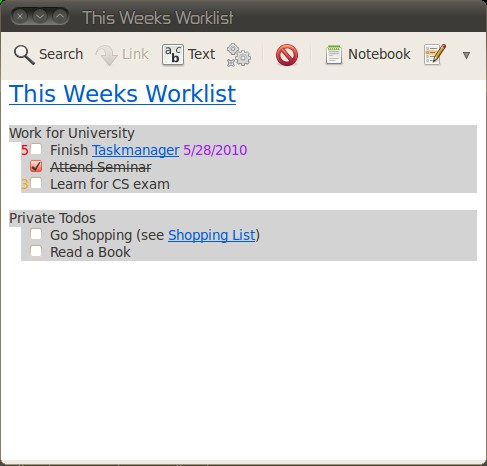 This Weeks Worklist
Search Link abc Text Notebook
This Weeks Worklist
Work for University
5 Finish Taskmanager 5/28/2010
Attend Seminar
3 Learn for CS exam
Private Todos
Go Shopping (see Shopping List)
Read a Book